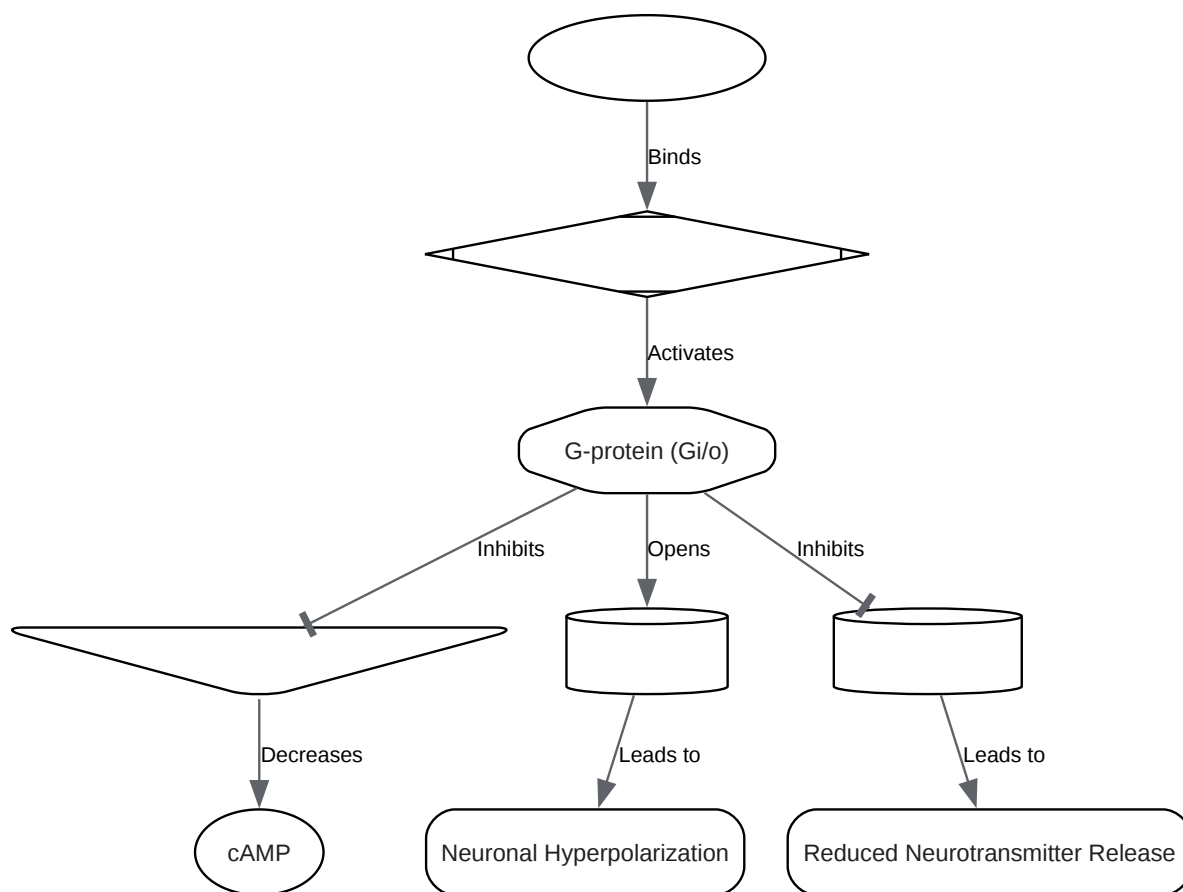 Binds
Activates
G-protein (Gi/o)
Inhibits
Opens
Inhibits
Decreases
Leads to
Leads to
cAMP
Neuronal Hyperpolarization
Reduced Neurotransmitter Release